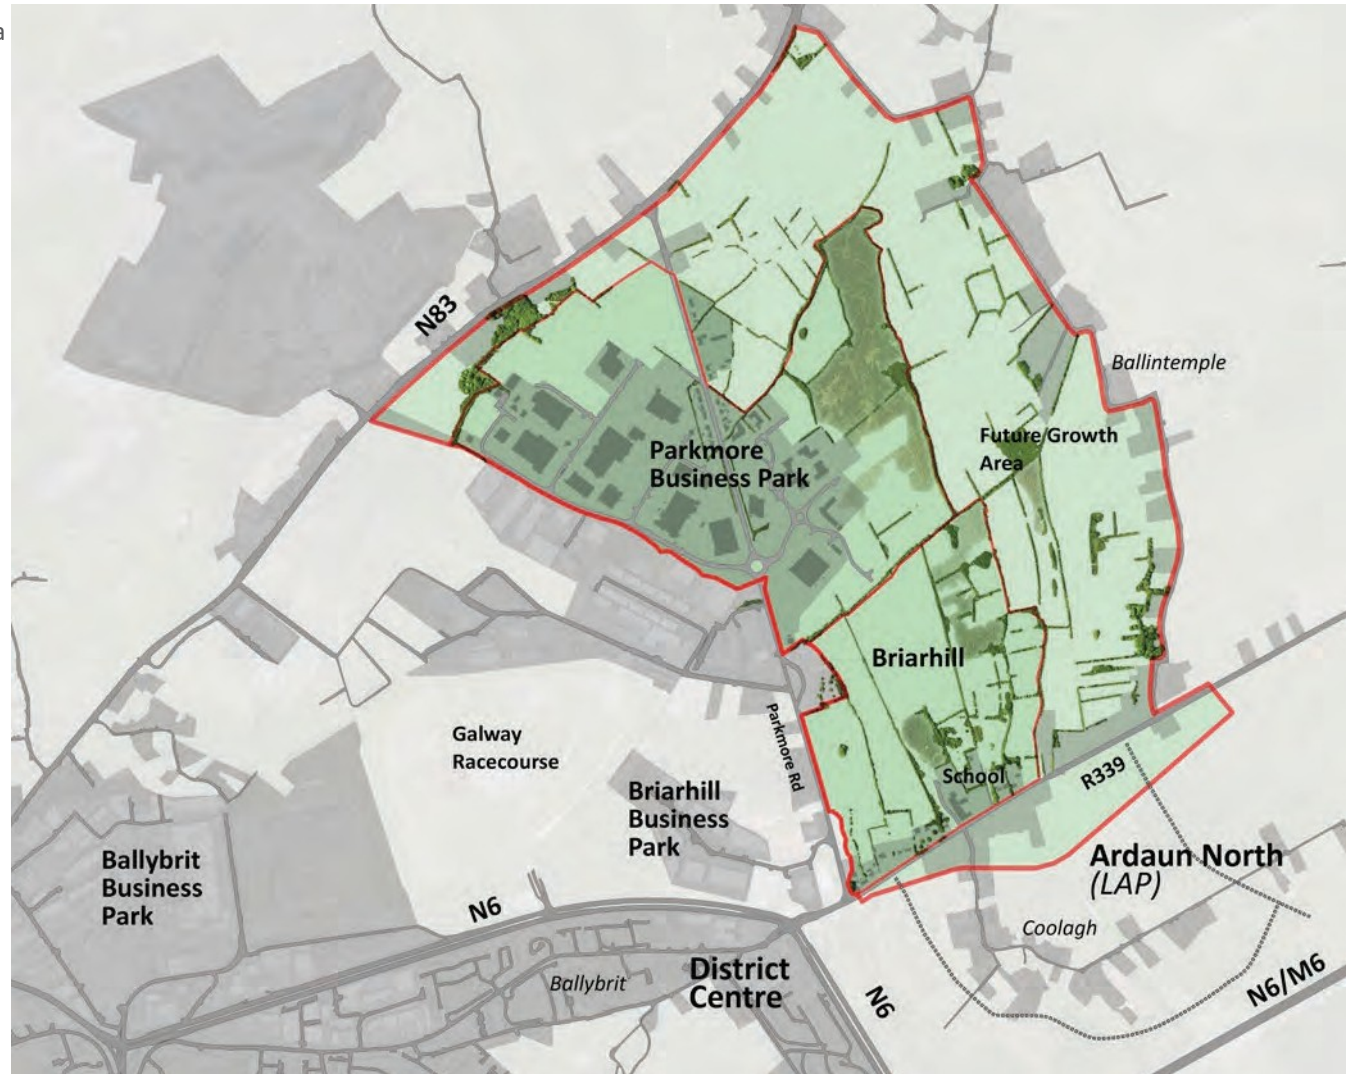 a
N83
Ballintemple
Future Growth
Area
Parkmore
Business Park
Briarhill
Parkmore Rd
Galway
Racecourse
School
R339
Briarhill
Business
Park
Ballybrit
Business
Park
Ardaun North
(LAP)
N6
Coolagh
District
Centre
Ballybrit
N6
N6/M6